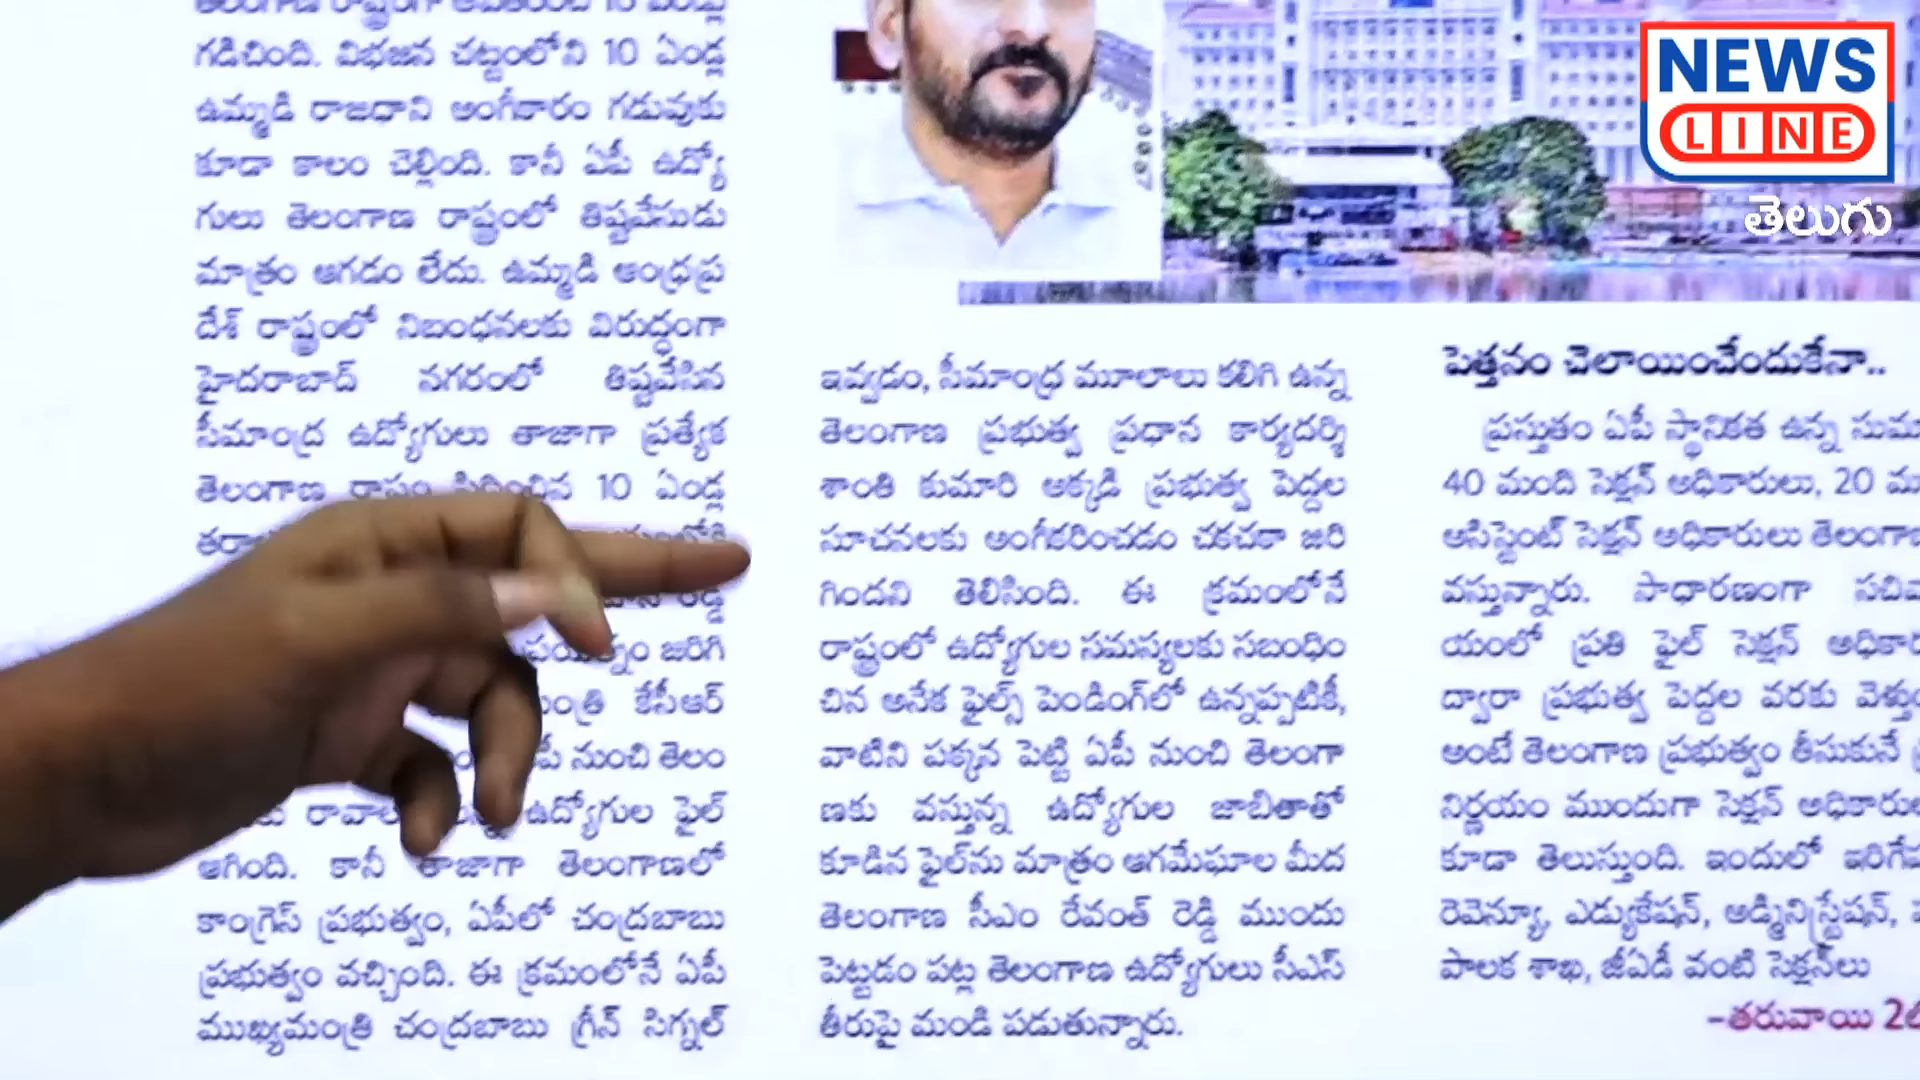 గడిచింది. విభజన చట్టంలోని 10 ఏండ్ల
ఉమ్మడి రాజధాని అంగీకారం గడువుకు
కూడా కాలం చెల్లింది. కానీ ఏపీ ఉద్యో
గులు తెలంగాణ రాష్ట్రంలో తిష్టవేసుడు
మాత్రం ఆగడం లేదు. ఉమ్మడి ఆంధ్రప్ర
దేశ్ రాష్ట్రంలో నిబంధనలకు విరుద్ధంగా
హైదరాబాద్ నగరంలో తిష్టవేసిన
సీమాంధ్ర ఉద్యోగులు తాజాగా ప్రత్యేక
తెలంగాణ 10 ఏండ్ల
జరిగి
కేసీఆర్
నుంచి తెలం
ఉద్యోగుల ఫైల్
ఆగింది. కానీ తాజాగా తెలంగాణలో
కాంగ్రెస్ ప్రభుత్వం, ఏపీలో చంద్రబాబు
ప్రభుత్వం వచ్చింది. ఈ క్రమంలోనే ఏపీ
ముఖ్యమంత్రి చంద్రబాబు గ్రీన్ సిగ్నల్
ఇవ్వడం, సీమాంధ్ర మూలాలు కలిగి ఉన్న
తెలంగాణ ప్రభుత్వ ప్రధాన కార్యదర్శి
శాంతి కుమారి అక్కడి ప్రభుత్వ పెద్దల
సూచనలకు అంగీకరించడం చకచకా జరి
గిందని తెలిసింది. ఈ క్రమంలోనే
రాష్ట్రంలో ఉద్యోగుల సమస్యలకు సబంధిం
చిన అనేక ఫైల్స్ పెండింగ్‌లో ఉన్నప్పటికీ,
వాటిని పక్కన పెట్టి ఏపీ నుంచి తెలంగా
ణకు వస్తున్న ఉద్యోగుల జాబితాతో
కూడిన ఫైల్‌ను మాత్రం ఆగమేఘాల మీద
తెలంగాణ సీఎం రేవంత్ రెడ్డి ముందు
పెట్టడం పట్ల తెలంగాణ ఉద్యోగులు సీఎస్
తీరుపై మండి పడుతున్నారు.
పెత్తనం చెలాయించేందుకేనా..
ప్రస్తుతం ఏపీ స్థానికత ఉన్న
40 మంది సెక్షన్ అధికారులు, 20
అసిస్టెంట్ సెక్షన్ అధికారులు
వస్తున్నారు. సాధారణంగా
యంలో ప్రతి ఫైల్ సెక్షన్
ద్వారా ప్రభుత్వ పెద్దల వరకు
అంటే తెలంగాణ ప్రభుత్వం తీసుకునే
నిర్ణయం ముందుగా సెక్షన్
కూడా తెలుస్తుంది. ఇందులో
రెవెన్యూ, ఎడ్యుకేషన్, అడ్మినిస్ట్రేషన్,
పాలక శాఖ, జీఏడీ వంటి సెక్షన్‌లు
-తరువాయి
NEWS
LINE
తెలుగు